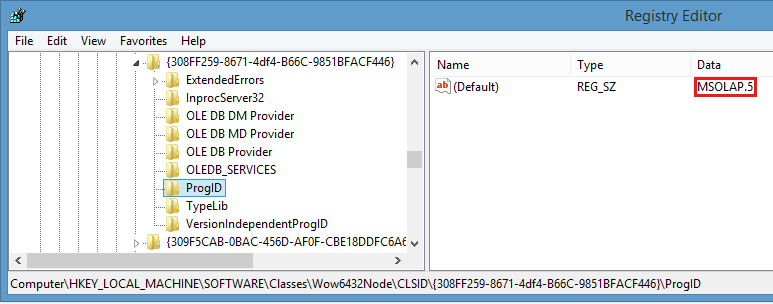 Registry Editor
File Edit View Favorites Help
{308FF259-8671-4df4-B66C-9851BFACF446}
ExtendedErrors
InprocServer32
OLE DB DM Provider
OLE DB MD Provider
OLE DB Provider
OLEDB_SERVICES
ProgID
TypeLib
VersionIndependentProgID
{309F5CAB-0BAC-456D-AF0F-CBE18DDFC6A6
Name Type Data
ab (Default) REG_SZ MSOLAP.5
Computer\HKEY_LOCAL_MACHINE\SOFTWARE\Classes\Wow6432Node\CLSID\{308FF259-8671-4df4-B66C-9851BFACF446}\ProgID